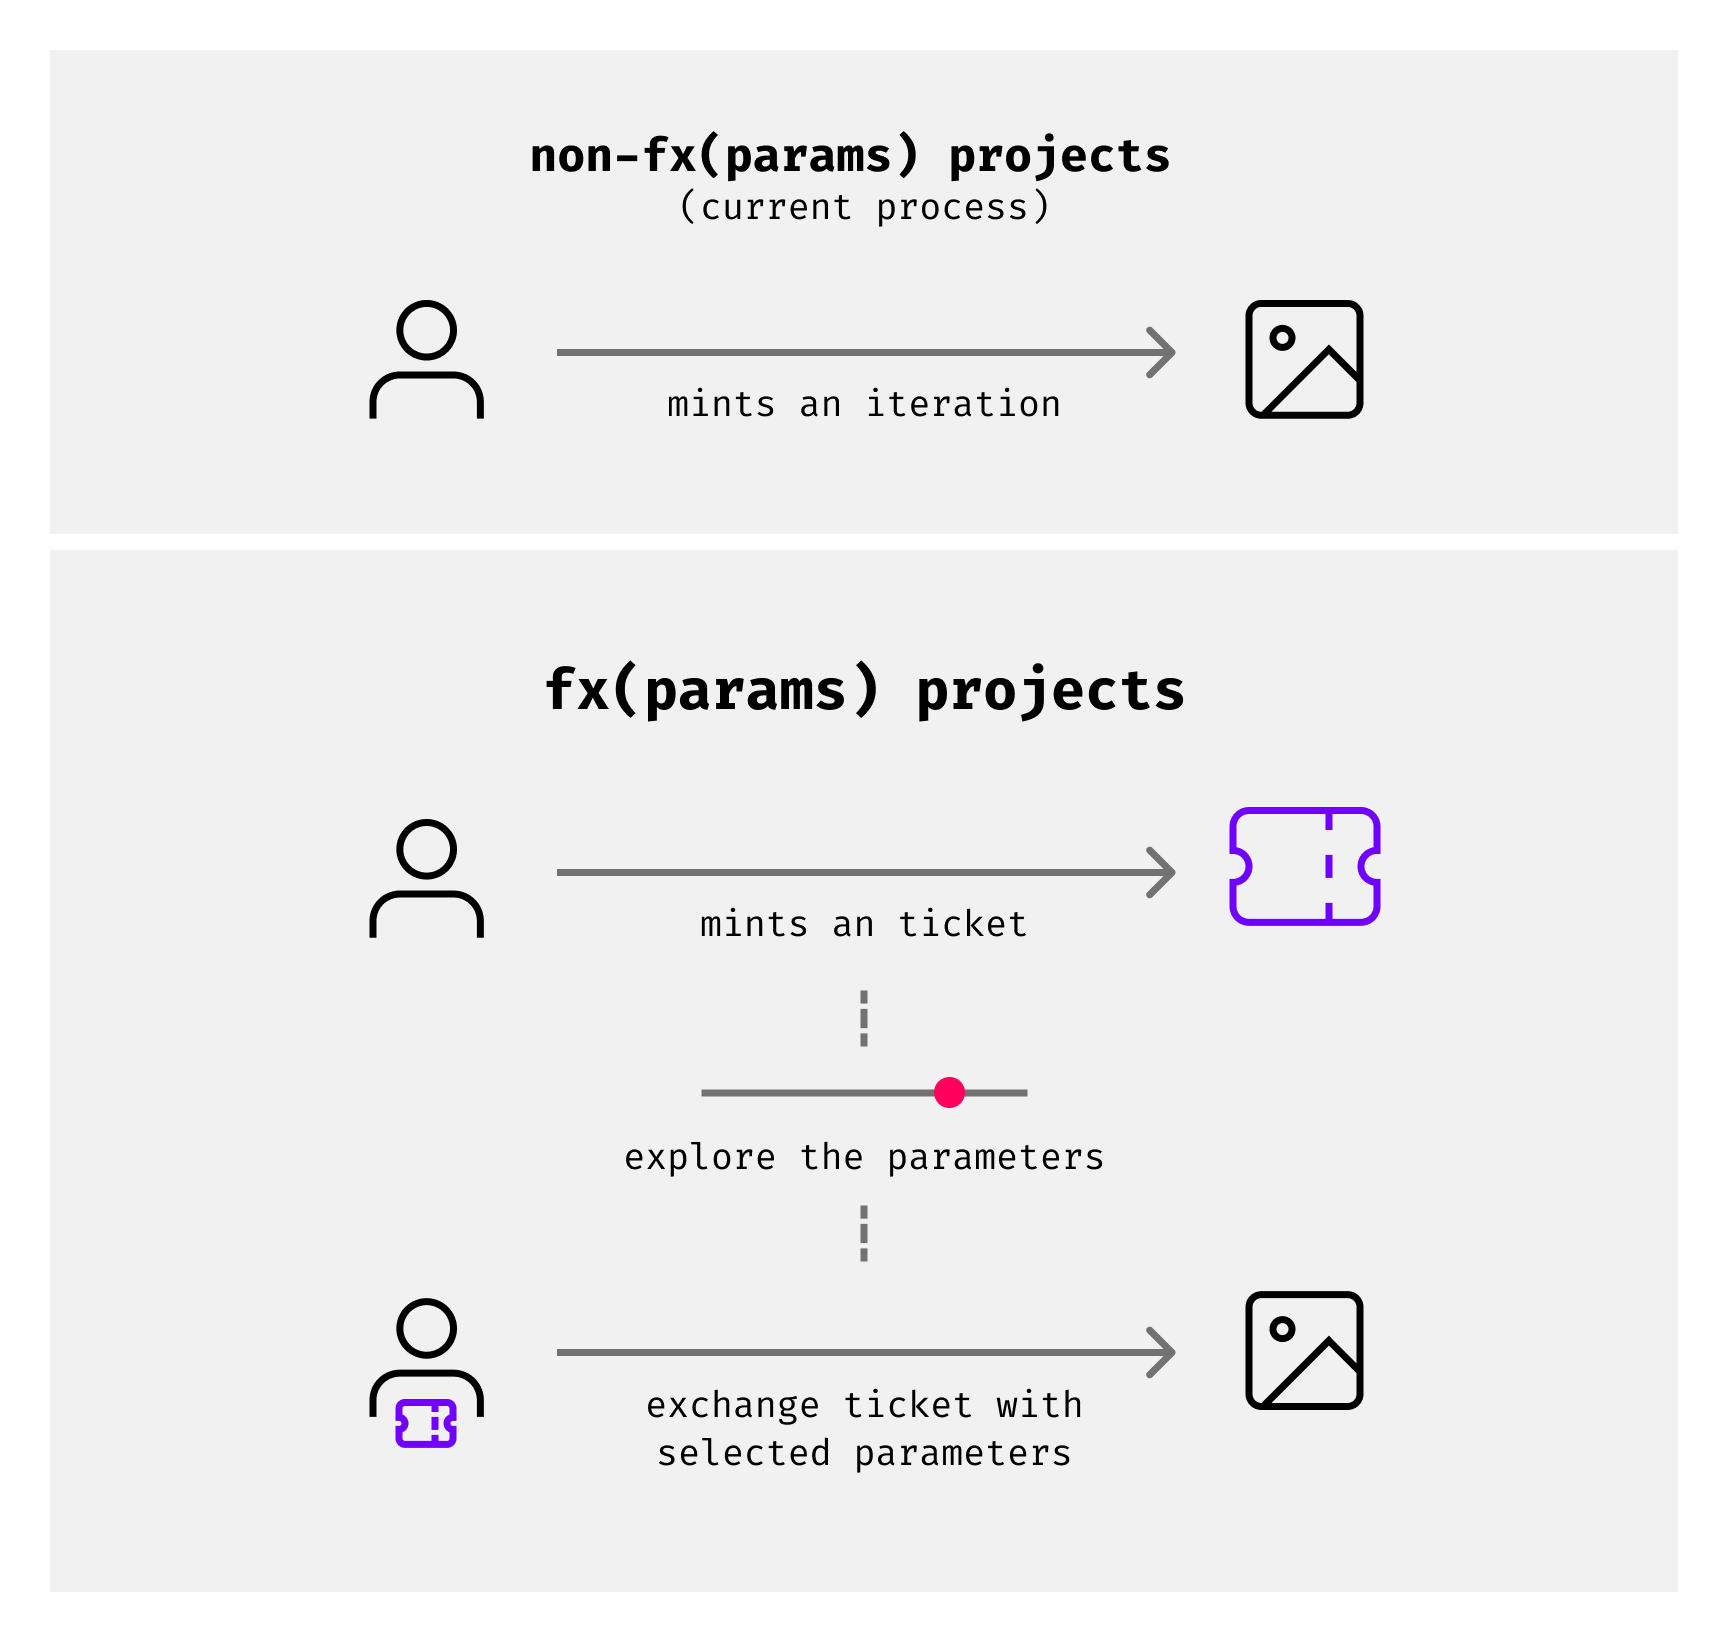 non-fx(params) projects
(current process)
mints an iteration
fx(params) projects
mints an ticket
explore the parameters
exchange ticket with
selected parameters